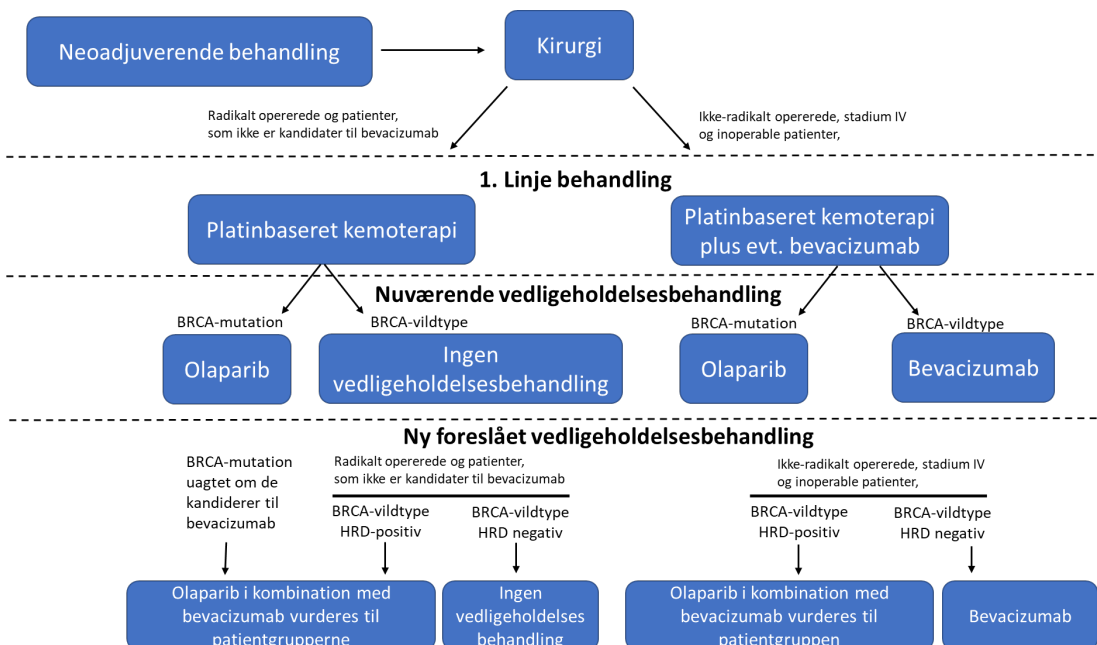 Neoadjuverende behandling
Kirurgi
Radikalt opererede og patienter,
som ikke er kandidater til bevacizumab
Ikke-radikalt opererede, stadium IV
og inoperable patienter,
1. Linje behandling
Platinbaseret kemoterapi
Platinbaseret kemoterapi
plus evt. bevacizumab
Nuværende vedligeholdelsesbehandling
BRCA-mutation
BRCA-vildtype
BRCA-mutation
BRCA-vildtype
Olaparib
Ingen
vedligeholdelsesbehandling
Olaparib
Bevacizumab
Ny foreslået vedligeholdelsesbehandling
BRCA-mutation
uagtet om de
kandiderer til
bevacizumab
Radikalt opererede og patienter,
som ikke er kandidater til bevacizumab
BRCA-vildtype
HRD-positiv
BRCA-vildtype
HRD negativ
Ikke-radikalt opererede, stadium IV
og inoperable patienter,
BRCA-vildtype
HRD-positiv
BRCA-vildtype
HRD negativ
Olaparib i kombination med
bevacizumab vurderes til
patientgrupperne
Ingen
vedligeholdelses
behandling
Olaparib i kombination med
bevacizumab vurderes til
patientgruppen
Bevacizumab